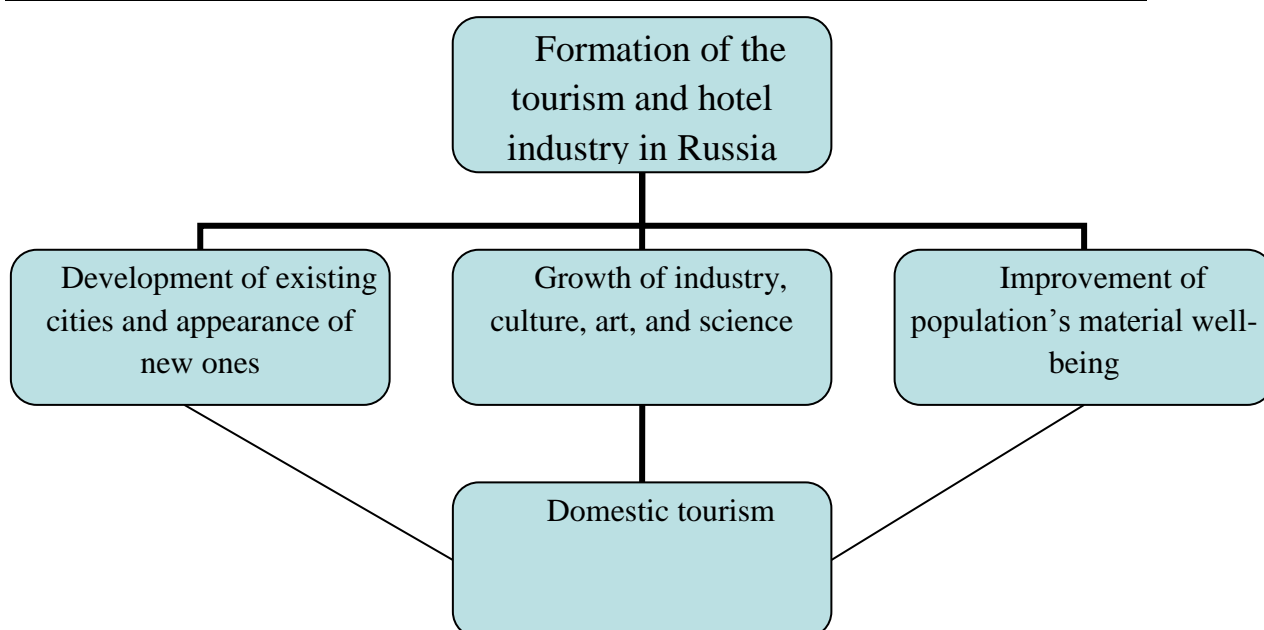 Formation of the
tourism and hotel
industry in Russia
Development of existing
cities and appearance of
new ones
Growth of industry,
culture, art, and science
Improvement of
population’s material well-
being
Domestic tourism